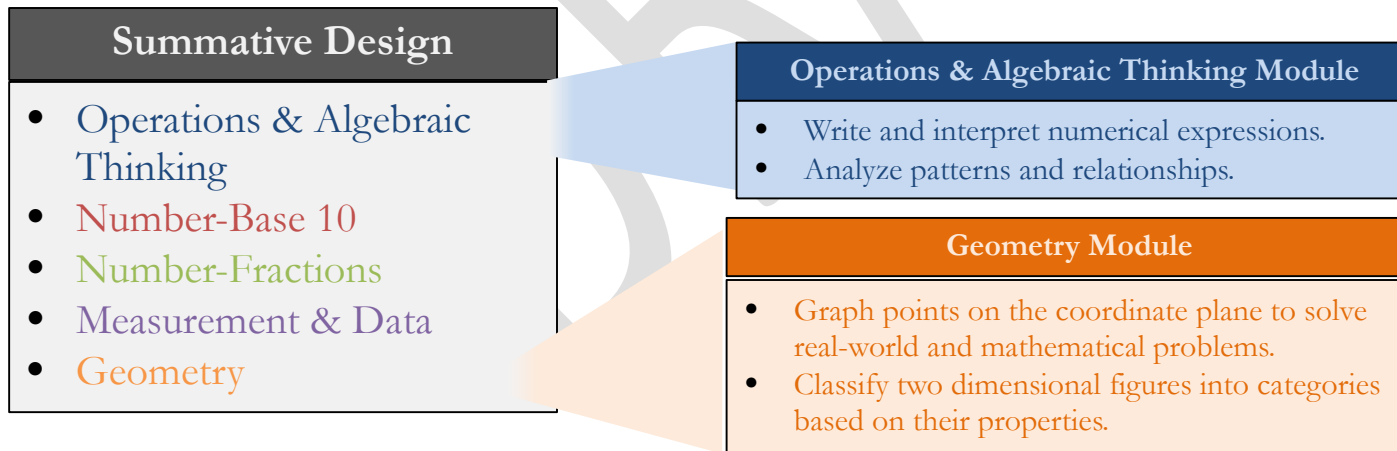 Summative Design
• Operations & Algebraic
Thinking
• Number-Base 10
• Number-Fractions
• Measurement & Data
• Geometry
Operations & Algebraic Thinking Module
• Write and interpret numerical expressions.
• Analyze patterns and relationships.
Geometry Module
• Graph points on the coordinate plane to solve
real-world and mathematical problems.
• Classify two dimensional figures into categories
based on their properties.